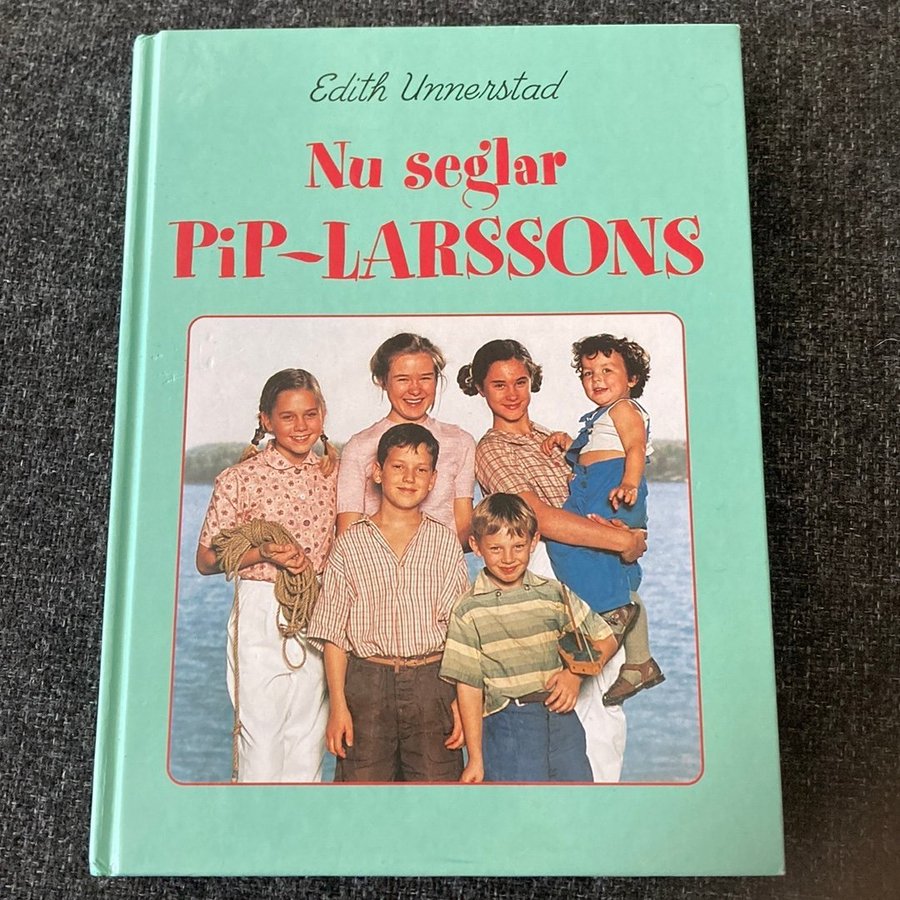 Edith Unnerstad
Nu seglar
PiP-LARSSONS